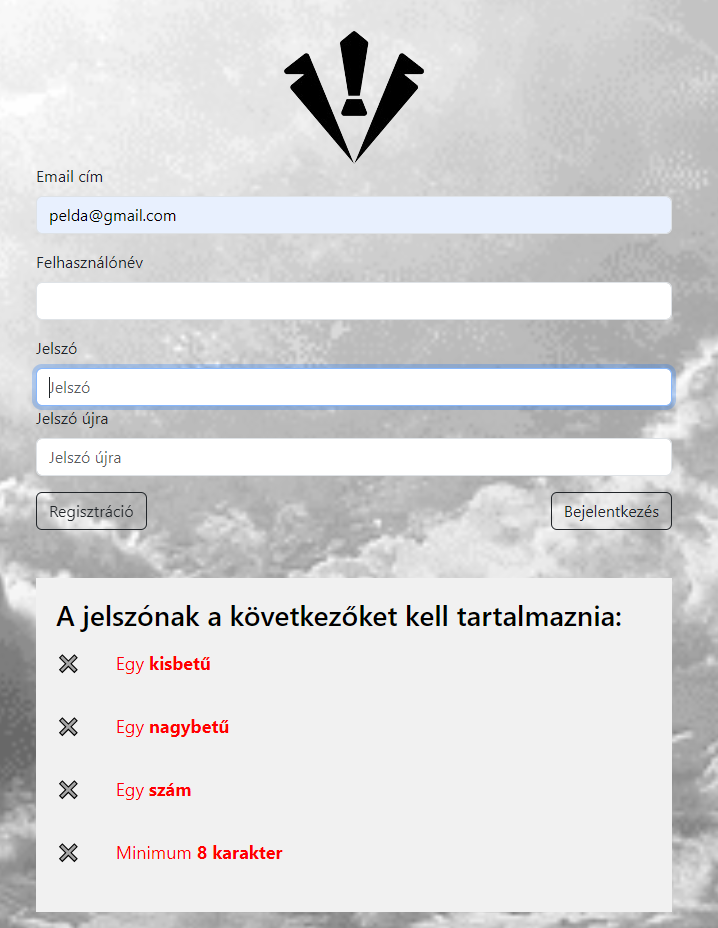 Email cím
pelda@gmail.com
Felhasználónév
Jelszó
Jelszó
Jelszó újra
Jelszó újra
Regisztráció
Bejelentkezés
A jelszónak a következőket kell tartalmaznia:
Egy kisbetű
Egy nagybetű
Egy szám
Minimum 8 karakter